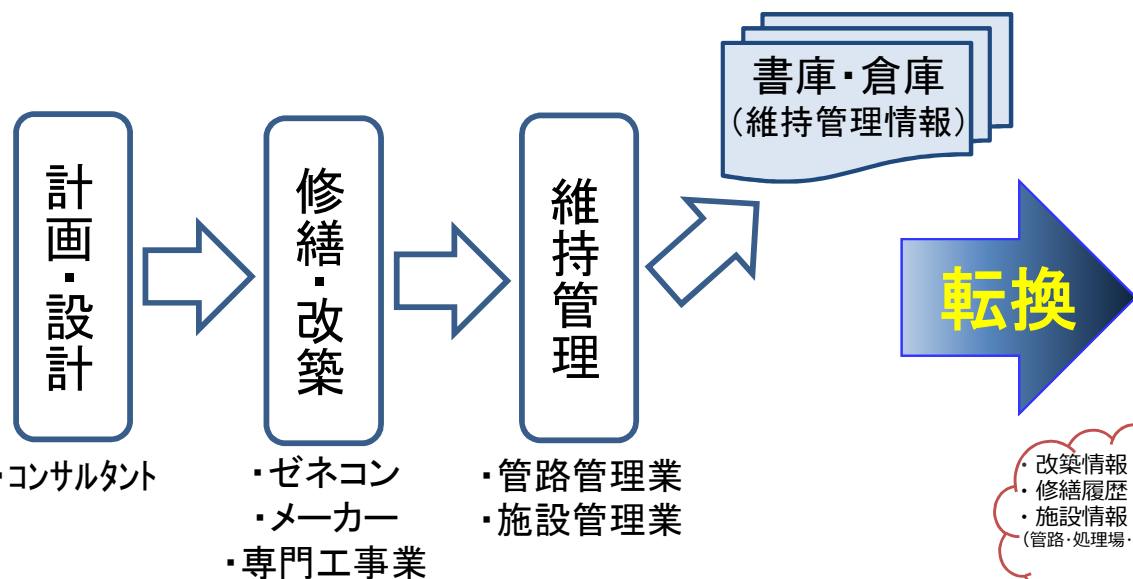 書庫・倉庫
（維持管理情報）
計画・設計
修繕・改築
維持管理
転換
・コンサルタント
・ゼネコン
・メーカー
・専門工事業
・管路管理業
・施設管理業
・改築情報
・修繕履歴
・施設情報
（管路・処理場・